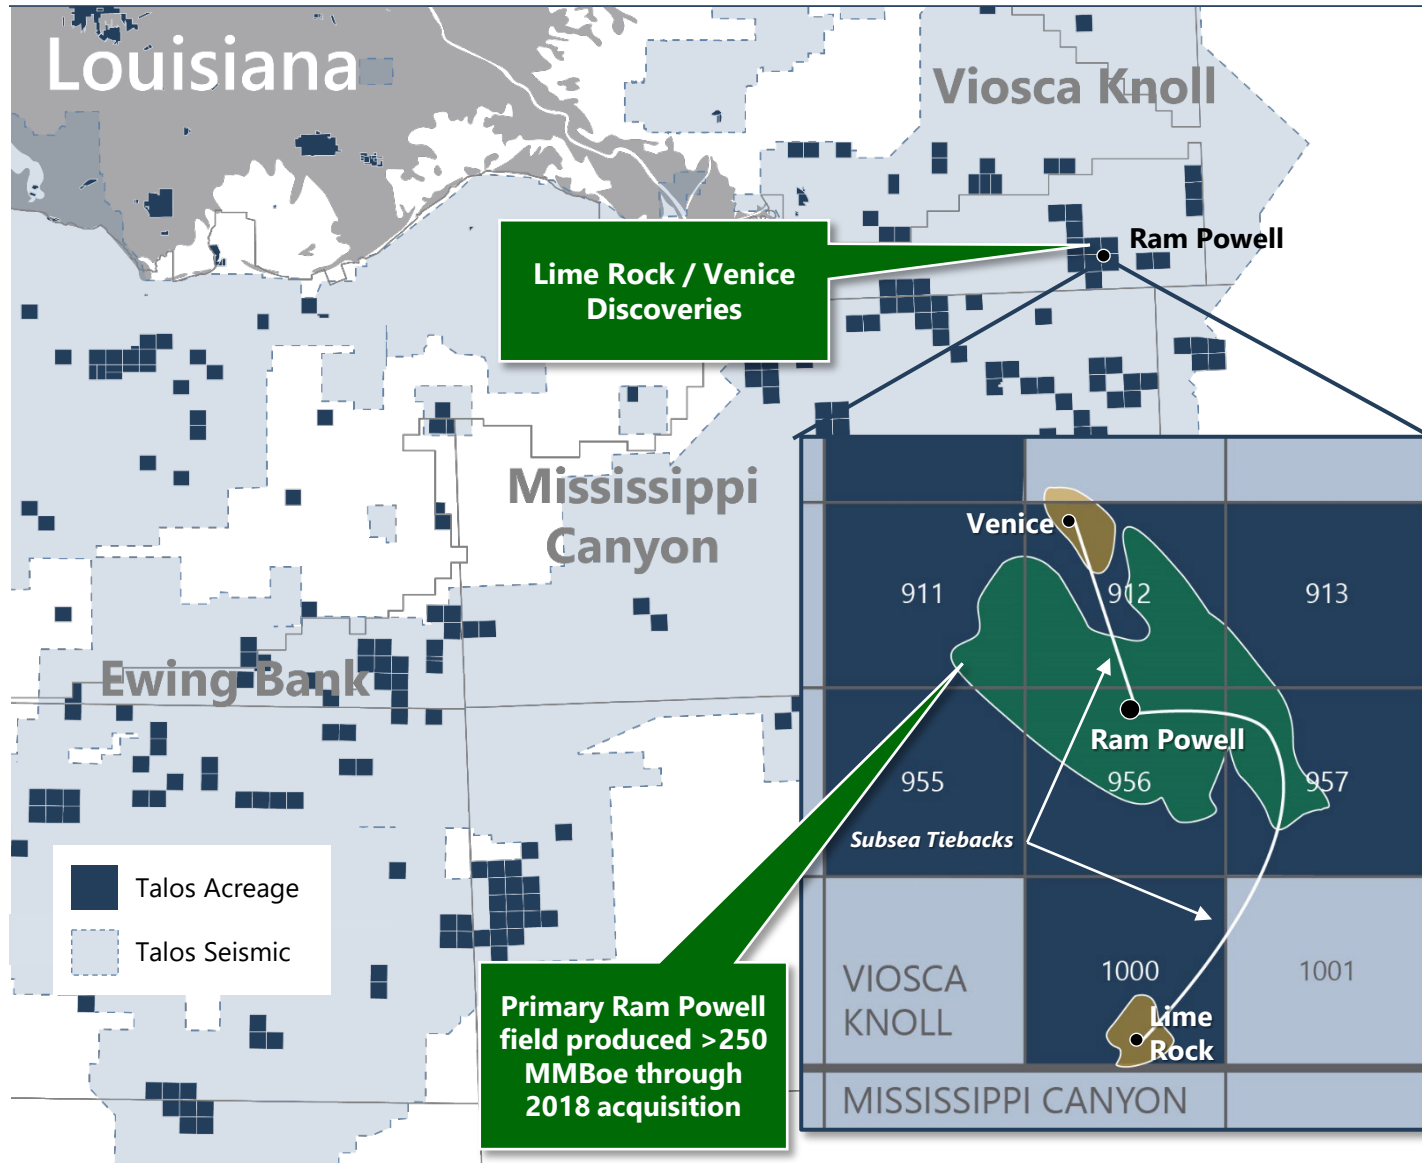 Louisiana
Viosca Knoll
Ram Powell
Lime Rock / Venice
Discoveries
Mississippi
Canyon
Ewing Bank
Talos Acreage
Talos Seismic
Primary Ram Powell
field produced >250
MMBoe through
2018 acquisition
Venice
911
912
913
Ram Powell
955
956
957
Subsea Tiebacks
VIOSCA
KNOLL
1000
1001
Lime
Rock
MISSISSIPPI CANYON